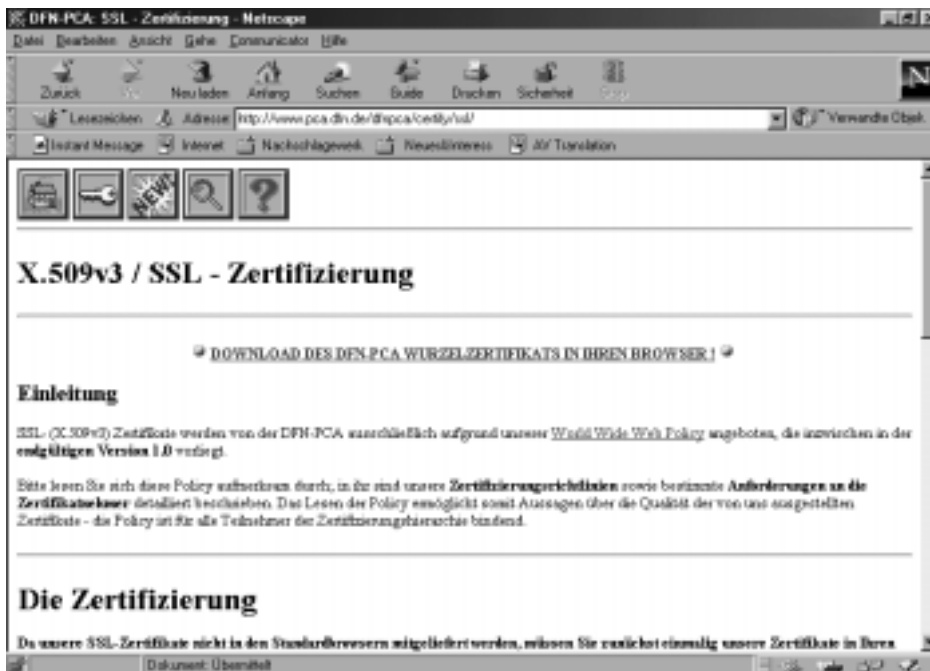 DFN-PCA: SSL - Zertifizierung - Netscape
Datei Bearbeiten Ansicht Gehe Communicator Hilfe
Zurück Neu laden Anfang Suchen Guide Drucken Sicherheit Stop
Lesezeichen Adresse http://www.pca.dfn.de/dfnpca/certify/ssl/ Verwandte Objek
Instant Message Internet Nachschlagewerk Neues&Interess AV Translation
NEW!
?
X.509v3 / SSL - Zertifizierung
DOWNLOAD DES DFN-PCA WURZELZERTIFIKATS IN IHREN BROWSER !
Einleitung
SSL- (X.509v3) Zertifikate werden von der DFN-PCA ausschließlich aufgrund unserer World Wide Web Policy angeboten, die inzwischen in der
endgültigen Version 1.0 vorliegt.
Bitte lesen Sie sich diese Policy aufmerksam durch; in ihr sind unsere Zertifizierungsrichtlinien sowie bestimmte Anforderungen an die
Zertifikatnehmer detailliert beschrieben. Das Lesen der Policy ermöglicht somit Aussagen über die Qualität der von uns ausgestellten
Zertifikate - die Policy ist für alle Teilnehmer der Zertifizierungshierarchie bindend.
Die Zertifizierung
Da unsere SSL-Zertifikate nicht in den Standardbrowsern mitgeliefert werden, müssen Sie zunächst einmalig unsere Zertifikate in Ihren
Dokument: Übermittelt